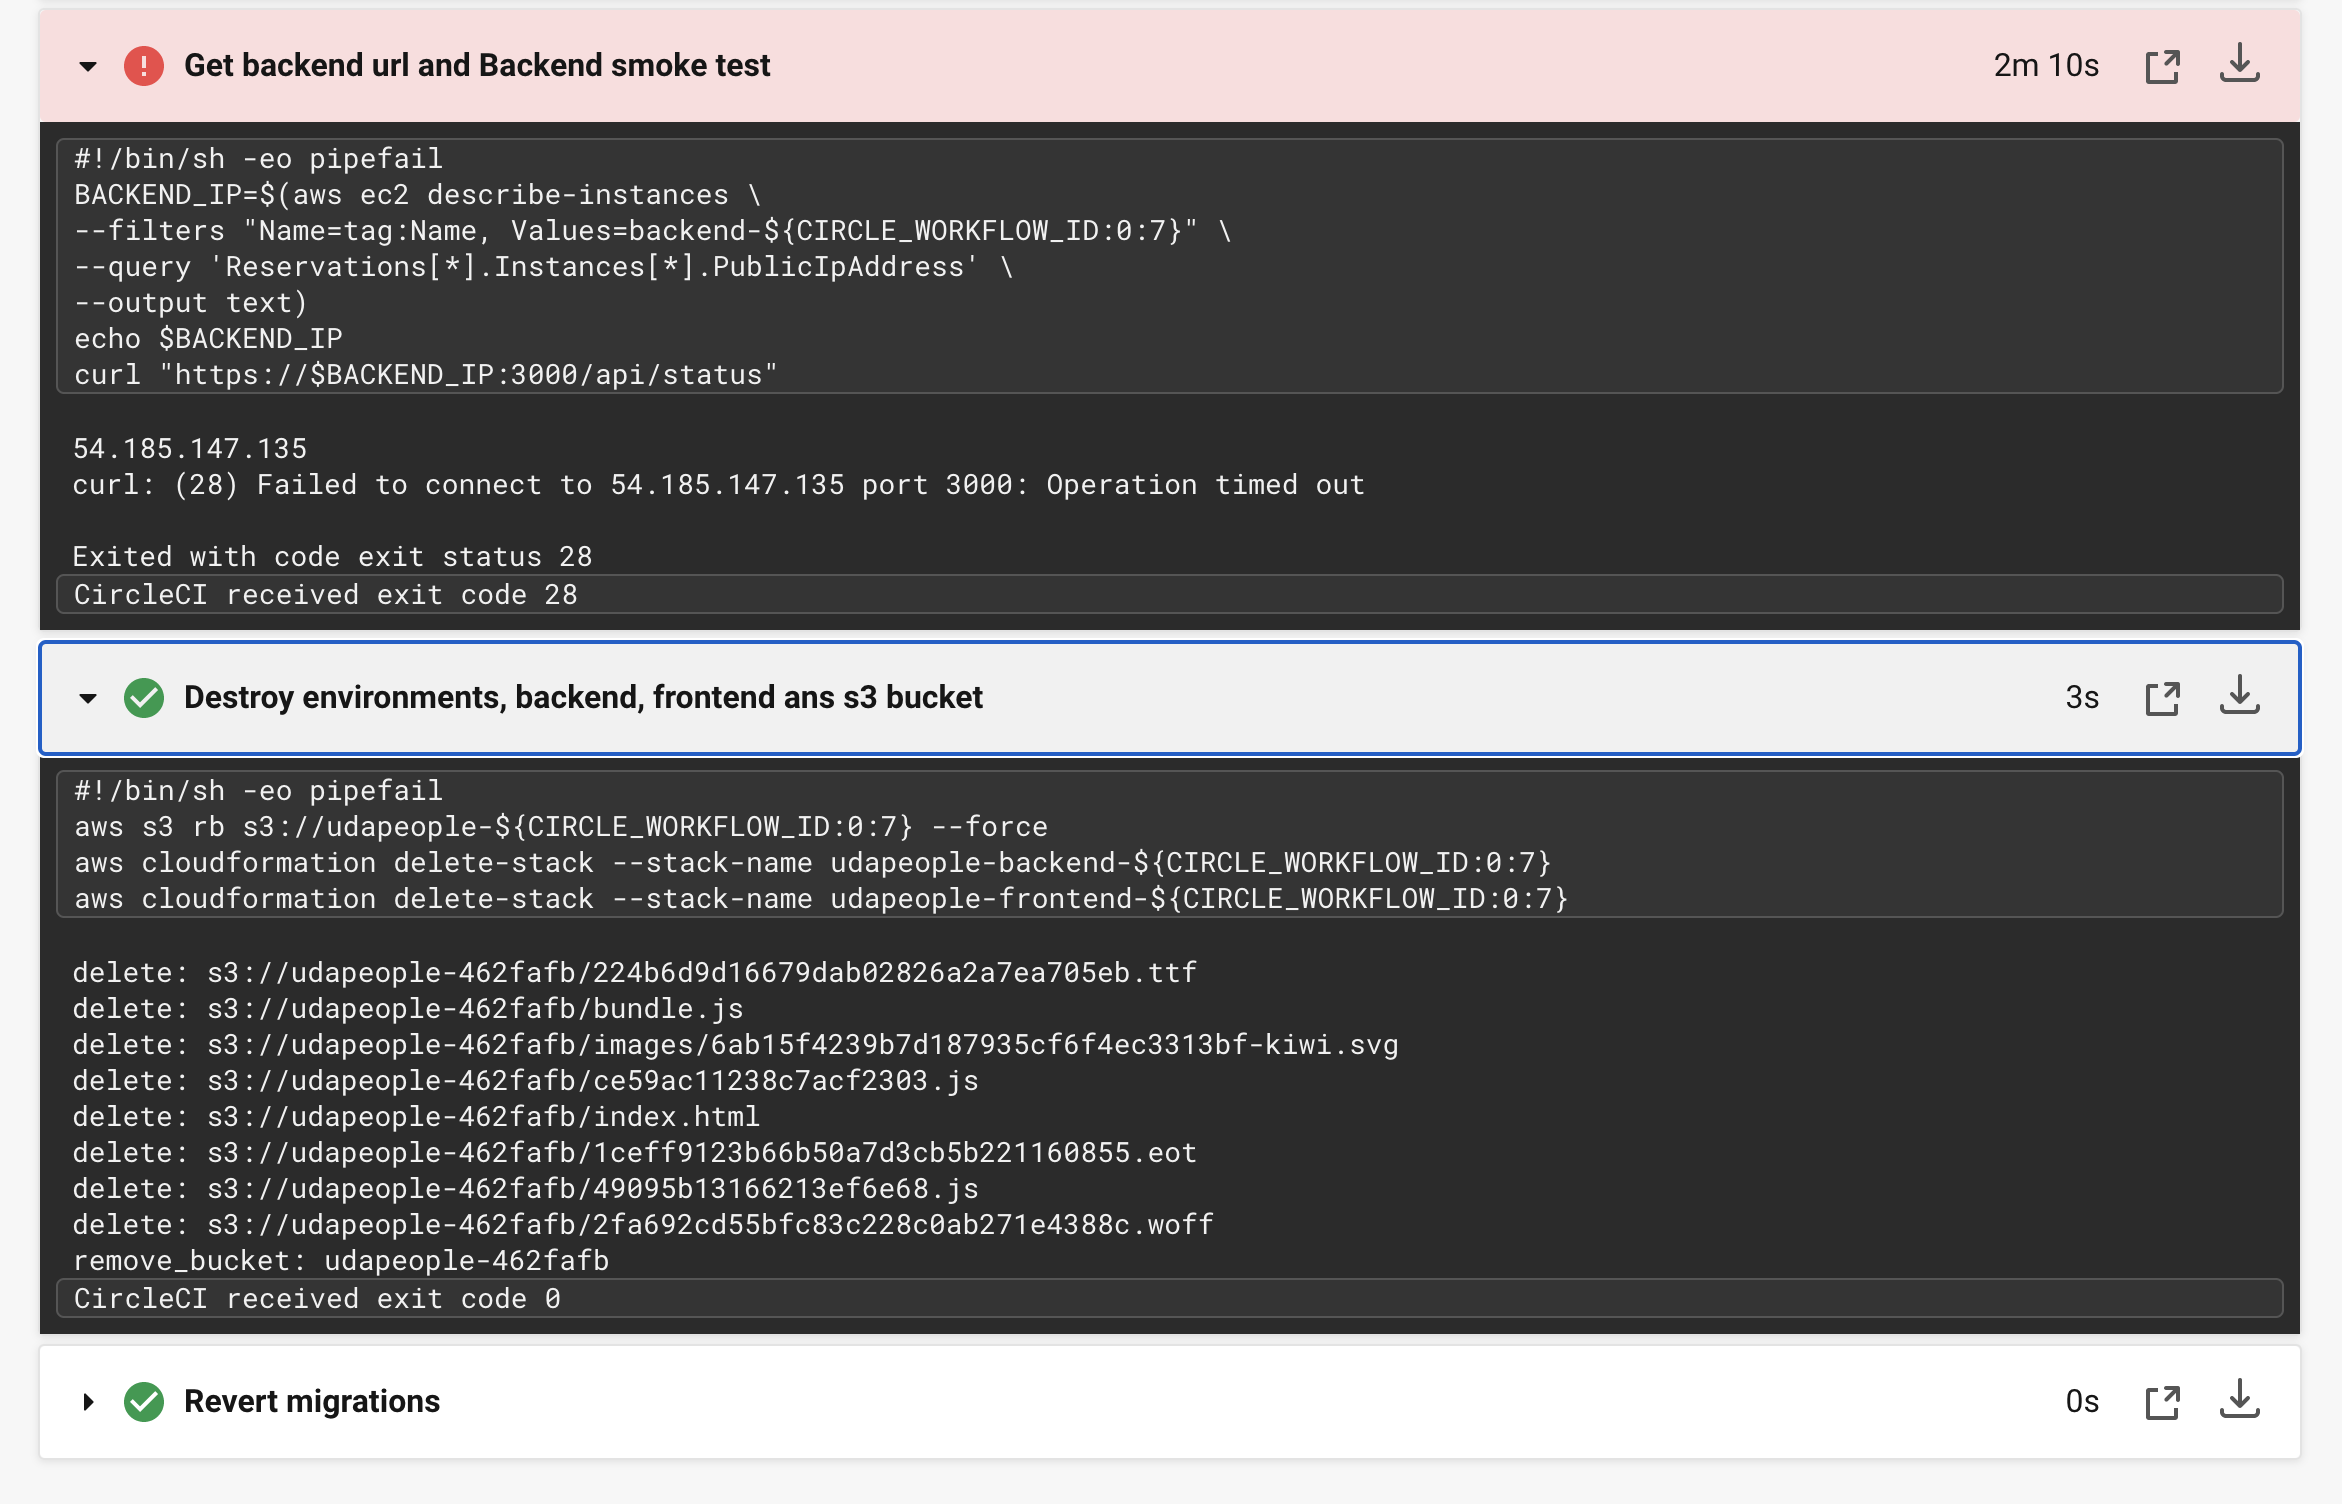 Get backend url and Backend smoke test
2m 10s
#!/bin/sh -eo pipefail
BACKEND_IP=$(aws ec2 describe-instances \
--filters "Name=tag:Name, Values=backend-${CIRCLE_WORKFLOW_ID:0:7}" \
--query 'Reservations[*].Instances[*].PublicIpAddress' \
--output text)
echo $BACKEND_IP
curl "https://$BACKEND_IP:3000/api/status"
54.185.147.135
curl: (28) Failed to connect to 54.185.147.135 port 3000: Operation timed out
Exited with code exit status 28
CircleCI received exit code 28
Destroy environments, backend, frontend ans s3 bucket
3s
#!/bin/sh -eo pipefail
aws s3 rb s3://udapeople-${CIRCLE_WORKFLOW_ID:0:7} --force
aws cloudformation delete-stack --stack-name udapeople-backend-${CIRCLE_WORKFLOW_ID:0:7}
aws cloudformation delete-stack --stack-name udapeople-frontend-${CIRCLE_WORKFLOW_ID:0:7}
delete: s3://udapeople-462fafb/224b6d9d16679dab02826a2a7ea705eb.ttf
delete: s3://udapeople-462fafb/bundle.js
delete: s3://udapeople-462fafb/images/6ab15f4239b7d187935cf6f4ec3313bf-kiwi.svg
delete: s3://udapeople-462fafb/ce59ac11238c7acf2303.js
delete: s3://udapeople-462fafb/index.html
delete: s3://udapeople-462fafb/1ceff9123b66b50a7d3cb5b221160855.eot
delete: s3://udapeople-462fafb/49095b13166213ef6e68.js
delete: s3://udapeople-462fafb/2fa692cd55bfc83c228c0ab271e4388c.woff
remove_bucket: udapeople-462fafb
CircleCI received exit code 0
Revert migrations
0s